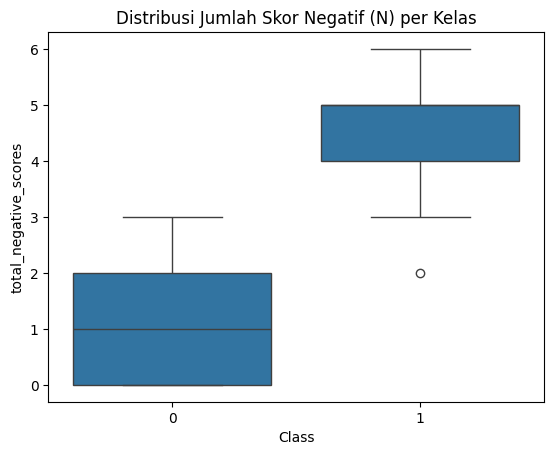 Distribusi Jumlah Skor Negatif (N) per Kelas
6
5
4
3
2
1
0
total_negative_scores
0 1
Class